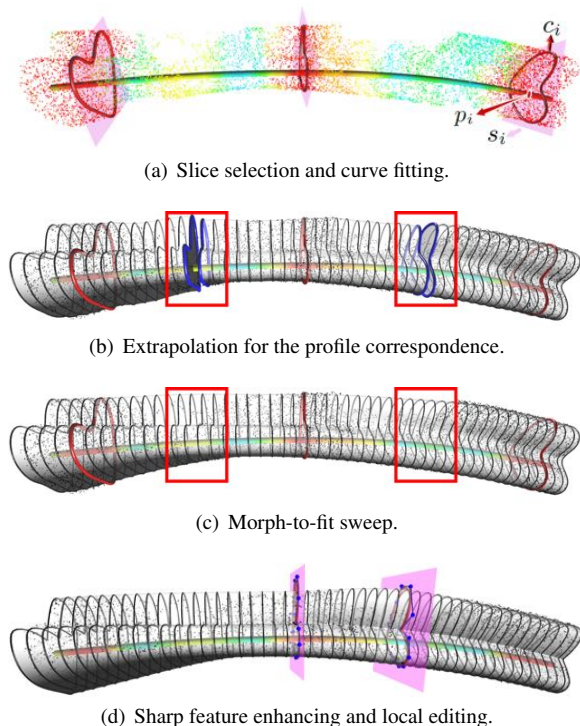 c_i
p_i
s_i
(a) Slice selection and curve fitting.
(b) Extrapolation for the profile correspondence.
(c) Morph-to-fit sweep.
(d) Sharp feature enhancing and local editing.